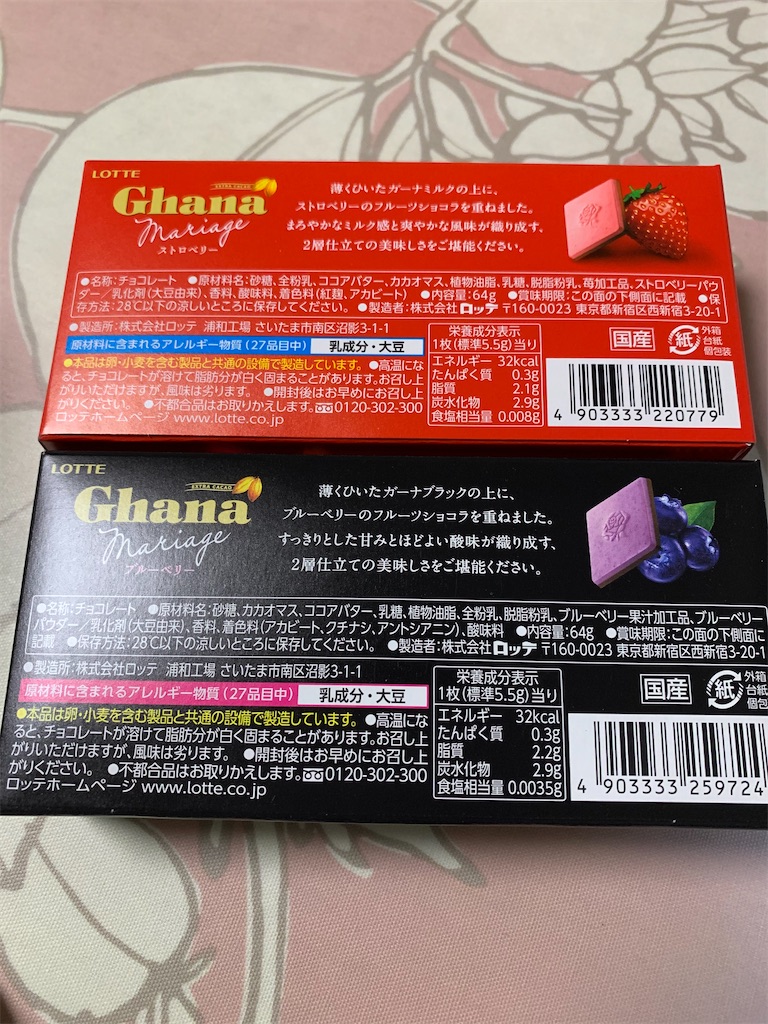 LOTTE
EXTRA CACAO
Ghana
Mariage
ストロベリー
薄くひいたガーナミルクの上に、
ストロベリーのフルーツショコラを重ねました。
まろやかなミルク感と爽やかな風味が織り成す、
2層仕立ての美味しさをご堪能ください。
●名称：チョコレート ●原材料名：砂糖、全粉乳、ココアバター、カカオマス、植物油脂、乳糖、脱脂粉乳、苺加工品、ストロベリーパウ
ダー／乳化剤（大豆由来）、香料、酸味料、着色料（紅麹、アカビート） ●内容量：64g ●賞味期限：この面の下側面に記載 ●保
存方法：28℃以下の涼しいところに保存してください。 ●製造者：株式会社ロッテ 〒160-0023 東京都新宿区西新宿3-20-1
●製造所：株式会社ロッテ 浦和工場 さいたま市南区沼影3-1-1
原材料に含まれるアレルギー物質（27品目中） 乳成分・大豆
●本品は卵・小麦を含む製品と共通の設備で製造しています。 ●高温にな
ると、チョコレートが溶けて脂肪分が白く固まることがあります。お召し上
がりいただけますが、風味は劣ります。 ●開封後はお早めにお召し上
がりください。 ●不都合品はお取りかえします。0120-302-300
ロッテホームページ www.lotte.co.jp
栄養成分表示
1枚（標準5.5g）当り
エネルギー 32kcal
たんぱく質 0.3g
脂質 2.1g
炭水化物 2.9g
食塩相当量 0.008g
国産
紙
外箱
台紙
個包装
4 903333 220779
LOTTE
EXTRA CACAO
Ghana
Mariage
ブルーベリー
薄くひいたガーナブラックの上に、
ブルーベリーのフルーツショコラを重ねました。
すっきりとした甘みとほどよい酸味が織り成す、
2層仕立ての美味しさをご堪能ください。
●名称：チョコレート ●原材料名：砂糖、カカオマス、ココアバター、乳糖、植物油脂、全粉乳、脱脂粉乳、ブルーベリー果汁加工品、ブルーベリー
パウダー／乳化剤（大豆由来）、香料、着色料（アカビート、クチナシ、アントシアニン）、酸味料 ●内容量：64g ●賞味期限：この面の下側面に
記載 ●保存方法：28℃以下の涼しいところに保存してください。 ●製造者：株式会社ロッテ 〒160-0023 東京都新宿区西新宿3-20-1
●製造所：株式会社ロッテ 浦和工場 さいたま市南区沼影3-1-1
原材料に含まれるアレルギー物質（27品目中） 乳成分・大豆
●本品は卵・小麦を含む製品と共通の設備で製造しています。 ●高温にな
ると、チョコレートが溶けて脂肪分が白く固まることがあります。お召し上
がりいただけますが、風味は劣ります。 ●開封後はお早めにお召し上
がりください。 ●不都合品はお取りかえします。0120-302-300
ロッテホームページ www.lotte.co.jp
栄養成分表示
1枚（標準5.5g）当り
エネルギー 32kcal
たんぱく質 0.3g
脂質 2.2g
炭水化物 2.9g
食塩相当量 0.0035g
国産
紙
外箱
台紙
個包
4 903333 259724